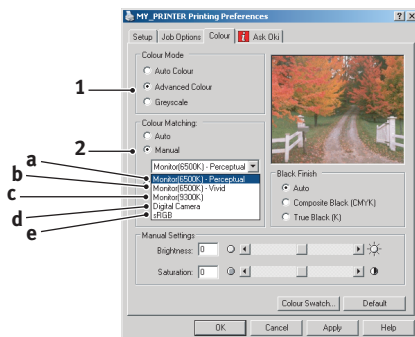 MY_PRINTER Printing Preferences
Setup Job Options Colour Ask Oki
Colour Mode
Auto Colour
1
Advanced Colour
Greyscale
Colour Matching:
Auto
2
Manual
Monitor(6500K) - Perceptual
a
Monitor(6500K) - Perceptual
b
Monitor(6500K) - Vivid
c
Monitor(9300K)
d
Digital Camera
e
sRGB
Black Finish
Auto
Composite Black (CMYK)
True Black (K)
Manual Settings
Brightness: 0
Saturation: 0
Colour Swatch... Default
OK Cancel Apply Help